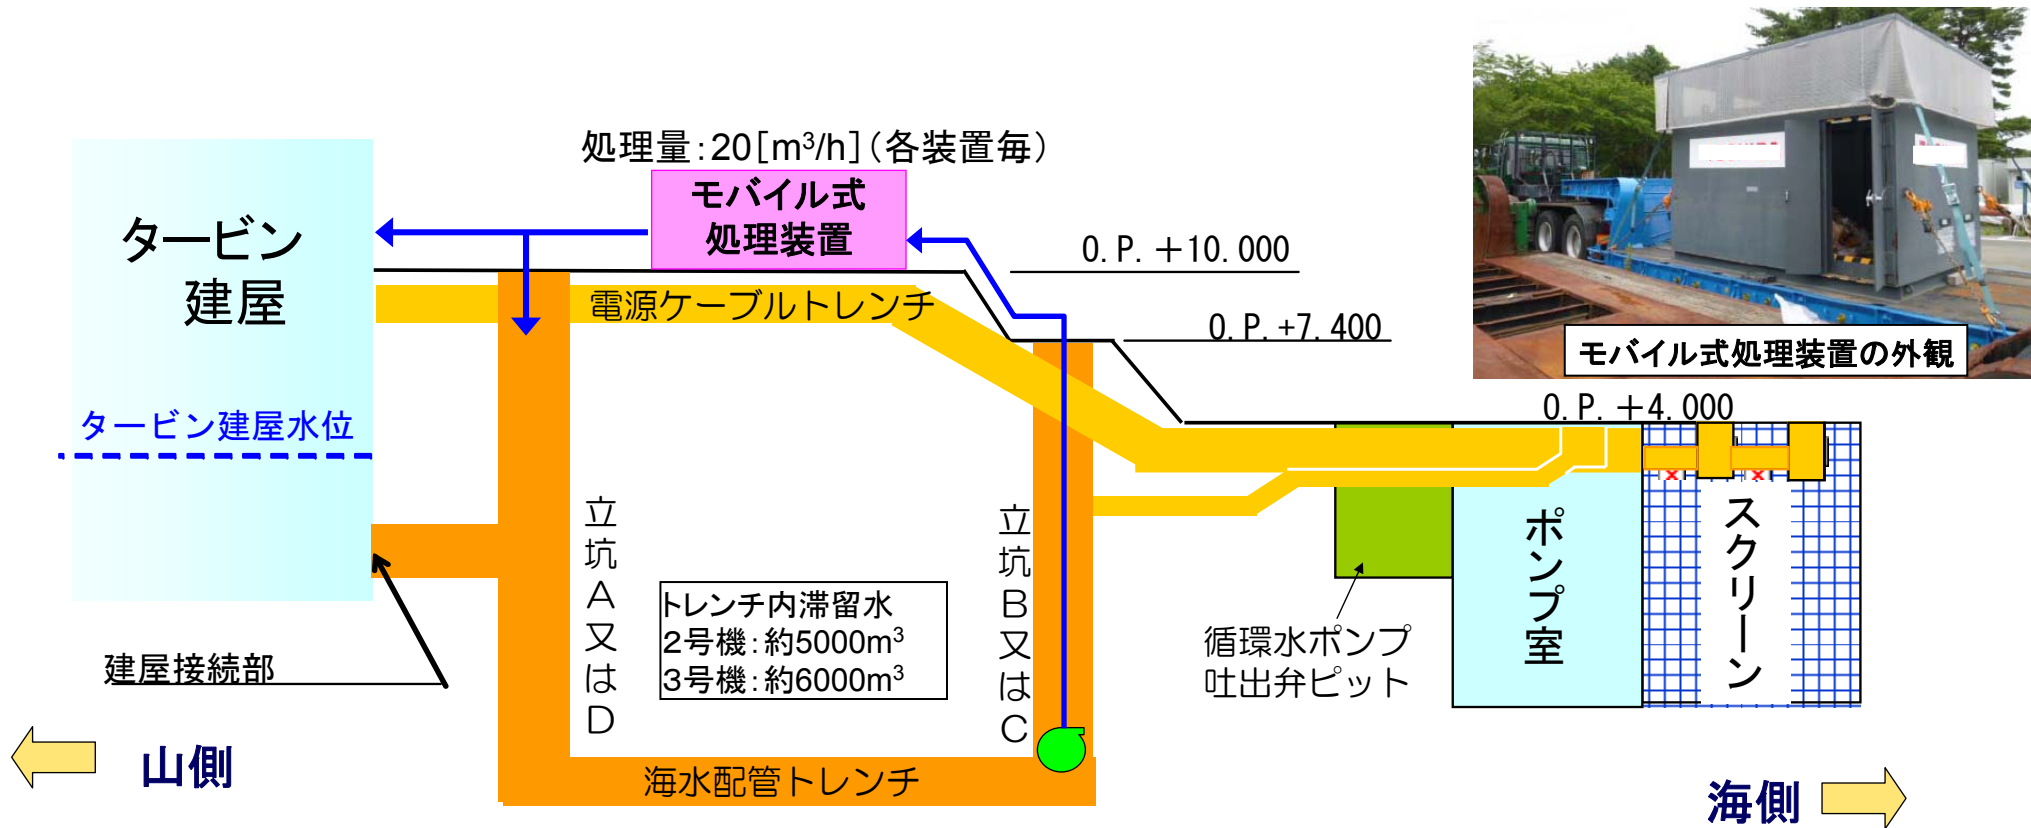 処理量：20［m³/h］（各装置毎）
モバイル式
処理装置
タービン
建屋
O.P.＋10.000
電源ケーブルトレンチ
O.P.+7.400
モバイル式処理装置の外観
O.P.＋4.000
タービン建屋水位
立坑A又はD
立坑B又はC
トレンチ内滞留水
2号機：約5000m³
3号機：約6000m³
ポンプ室
スクリーン
循環水ポンプ
吐出弁ピット
建屋接続部
山側
海水配管トレンチ
海側